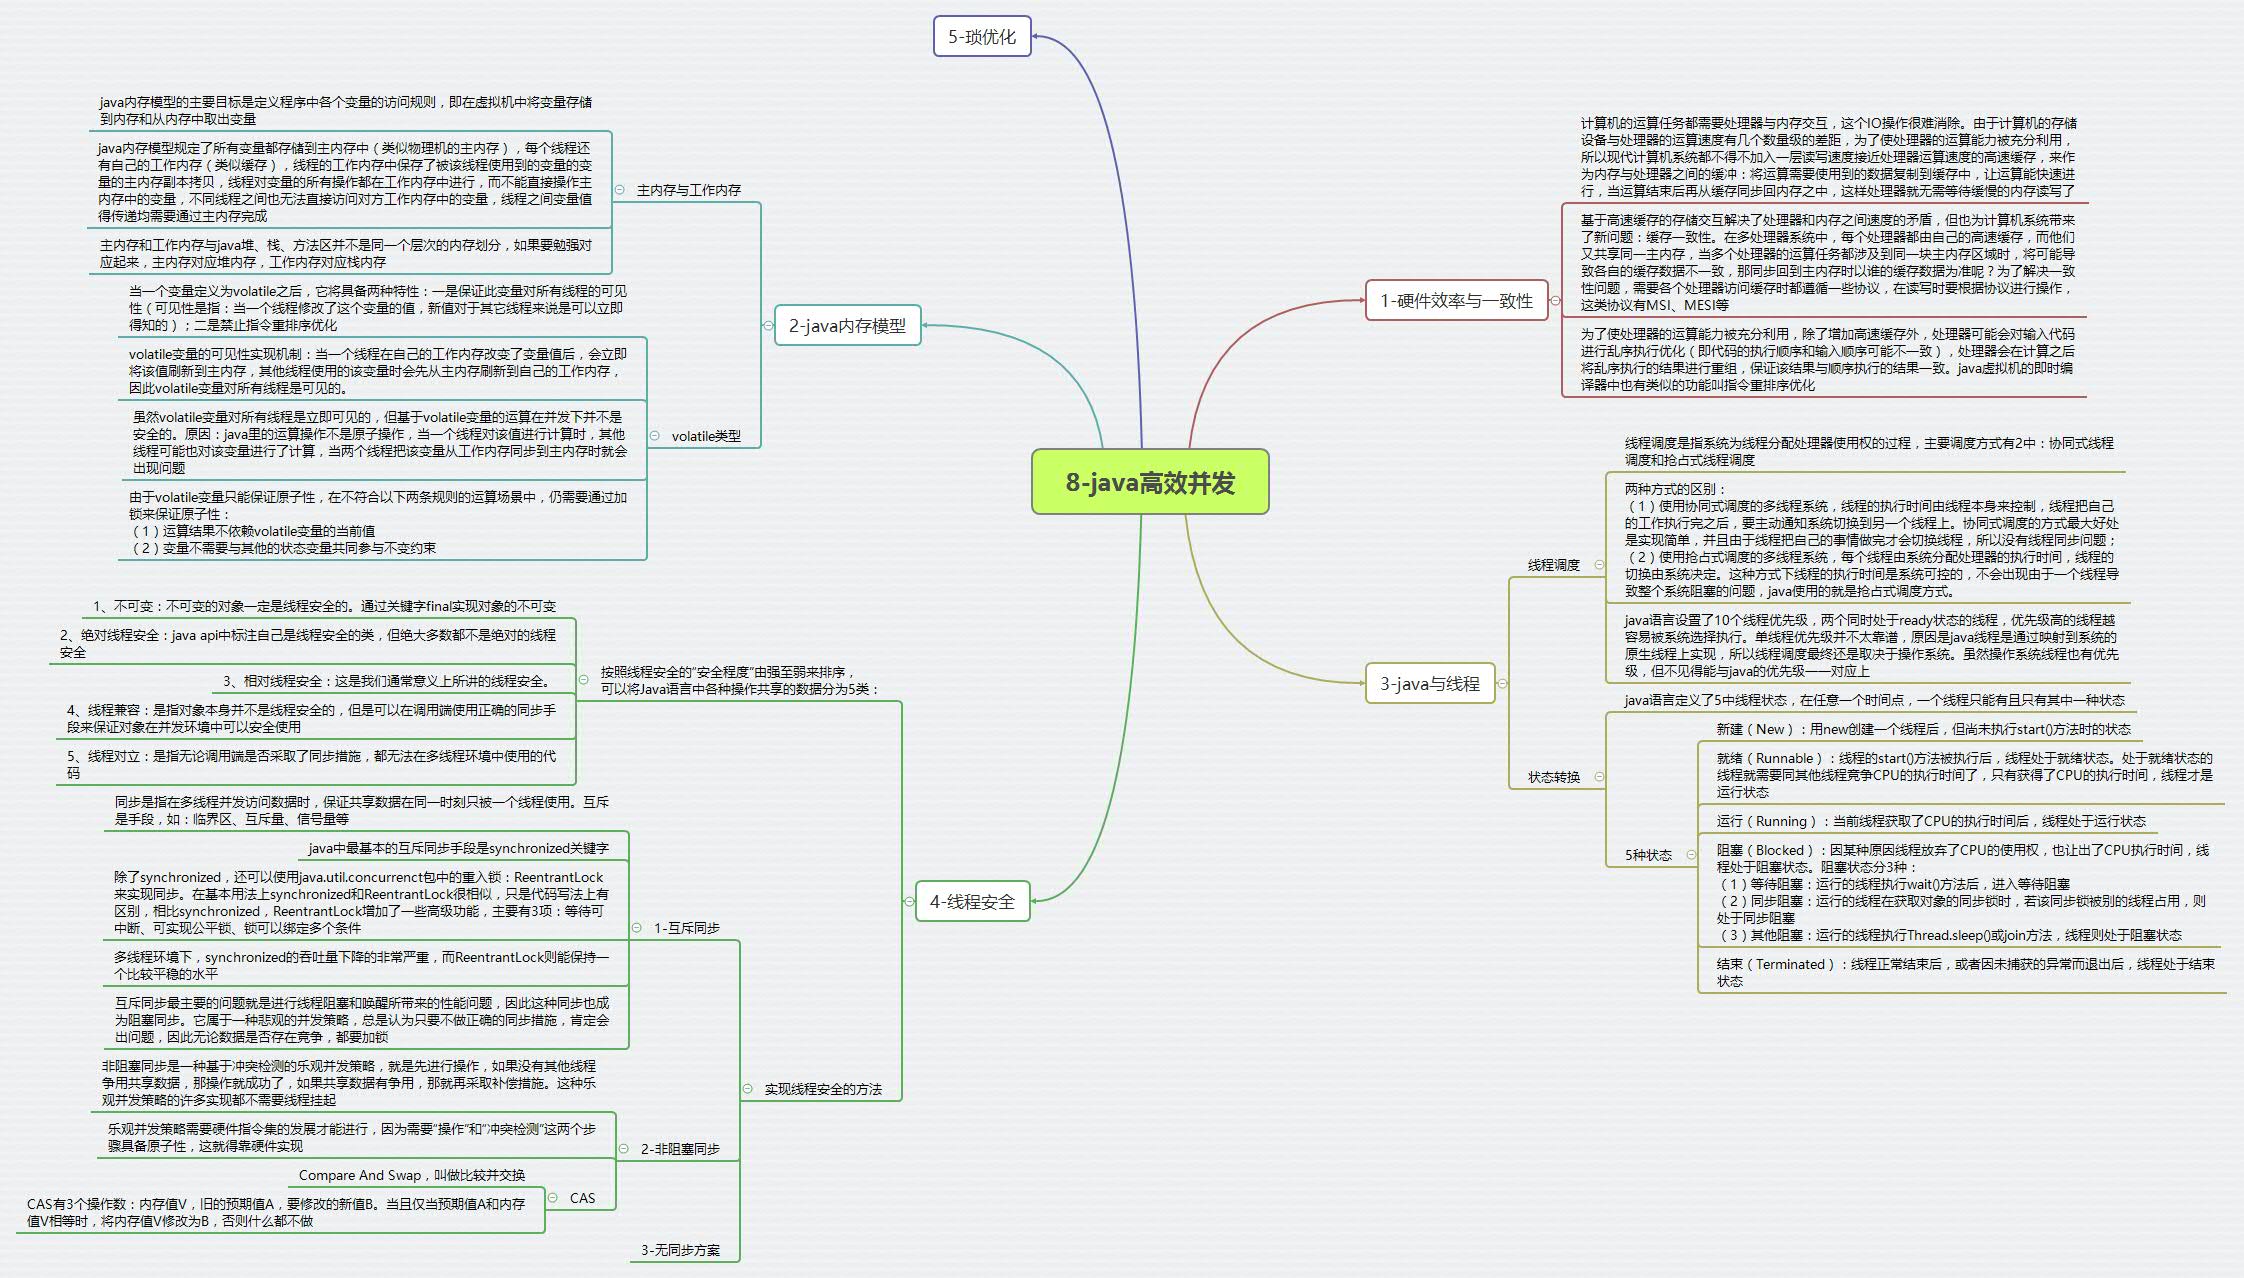 8-java高效并发
1-硬件效率与一致性
计算机的运算任务都需要处理器与内存交互，这个IO操作很难消除。由于计算机的存储
设备与处理器的运算速度有几个数量级的差距，为了使处理器的运算能力被充分利用，
所以现代计算机系统都不得不加入一层读写速度接近处理器运算速度的高速缓存，来作
为内存与处理器之间的缓冲：将运算需要使用到的数据复制到缓存中，让运算能快速进
行，当运算结束后再从缓存同步回内存之中，这样处理器就无需等待缓慢的内存读写了
基于高速缓存的存储交互解决了处理器和内存之间速度的矛盾，但也为计算机系统带来
了新问题：缓存一致性。在多处理器系统中，每个处理器都由自己的高速缓存，而他们
又共享同一主内存，当多个处理器的运算任务都涉及到同一块主内存区域时，将可能导
致各自的缓存数据不一致，那同步回到主内存时以谁的缓存数据为准呢？为了解决一致
性问题，需要各个处理器访问缓存时都遵循一些协议，在读写时要根据协议进行操作，
这类协议有MSI、MESI等
为了使处理器的运算能力被充分利用，除了增加高速缓存外，处理器可能会对输入代码
进行乱序执行优化（即代码的执行顺序和输入顺序可能不一致），处理器会在计算之后
将乱序执行的结果进行重组，保证该结果与顺序执行的结果一致。java虚拟机的即时编
译器中也有类似的功能叫指令重排序优化
2-java内存模型
主内存与工作内存
java内存模型的主要目标是定义程序中各个变量的访问规则，即在虚拟机中将变量存储
到内存和从内存中取出变量
java内存模型规定了所有变量都存储到主内存中（类似物理机的主内存），每个线程还
有自己的工作内存（类似缓存），线程的工作内存中保存了被该线程使用到的变量的变
量的主内存副本拷贝，线程对变量的所有操作都在工作内存中进行，而不能直接操作主
内存中的变量，不同线程之间也无法直接访问对方工作内存中的变量，线程之间变量值
得传递均需要通过主内存完成
主内存和工作内存与java堆、栈、方法区并不是同一个层次的内存划分，如果要勉强对
应起来，主内存对应堆内存，工作内存对应栈内存
volatile类型
当一个变量定义为volatile之后，它将具备两种特性：一是保证此变量对所有线程的可见
性（可见性是指：当一个线程修改了这个变量的值，新值对于其它线程来说是可以立即
得知的）；二是禁止指令重排序优化
volatile变量的可见性实现机制：当一个线程在自己的工作内存改变了变量值后，会立即
将该值刷新到主内存，其他线程使用的该变量时会先从主内存刷新到自己的工作内存，
因此volatile变量对所有线程是可见的。
虽然volatile变量对所有线程是立即可见的，但基于volatile变量的运算在并发下并不是
安全的。原因：java里的运算操作不是原子操作，当一个线程对该值进行计算时，其他
线程可能也对该变量进行了计算，当两个线程把该变量从工作内存同步到主内存时就会
出现问题
由于volatile变量只能保证原子性，在不符合以下两条规则的运算场景中，仍需要通过加
锁来保证原子性：
（1）运算结果不依赖volatile变量的当前值
（2）变量不需要与其他的状态变量共同参与不变约束
3-java与线程
线程调度
线程调度是指系统为线程分配处理器使用权的过程，主要调度方式有2中：协同式线程
调度和抢占式线程调度
两种方式的区别：
（1）使用协同式调度的多线程系统，线程的执行时间由线程本身来控制，线程把自己
的工作执行完之后，要主动通知系统切换到另一个线程上。协同式调度的方式最大好处
是实现简单，并且由于线程把自己的事情做完才会切换线程，所以没有线程同步问题；
（2）使用抢占式调度的多线程系统，每个线程由系统分配处理器的执行时间，线程的
切换由系统决定。这种方式下线程的执行时间是系统可控的，不会出现由于一个线程导
致整个系统阻塞的问题，java使用的就是抢占式调度方式。
java语言设置了10个线程优先级，两个同时处于ready状态的线程，优先级高的线程越
容易被系统选择执行。单线程优先级并不太靠谱，原因是java线程是通过映射到系统的
原生线程上实现，所以线程调度最终还是取决于操作系统。虽然操作系统线程也有优先
级，但不见得能与java的优先级一一对应上
状态转换
java语言定义了5中线程状态，在任意一个时间点，一个线程只能有且只有其中一种状态
5种状态
新建（New）：用new创建一个线程后，但尚未执行start()方法时的状态
就绪（Runnable）：线程的start()方法被执行后，线程处于就绪状态。处于就绪状态的
线程就需要同其他线程竞争CPU的执行时间了，只有获得了CPU的执行时间，线程才是
运行状态
运行（Running）：当前线程获取了CPU的执行时间后，线程处于运行状态
阻塞（Blocked）：因某种原因线程放弃了CPU的使用权，也让出了CPU执行时间，线
程处于阻塞状态。阻塞状态分3种：
（1）等待阻塞：运行的线程执行wait()方法后，进入等待阻塞
（2）同步阻塞：运行的线程在获取对象的同步锁时，若该同步锁被别的线程占用，则
处于同步阻塞
（3）其他阻塞：运行的线程执行Thread.sleep()或join方法，线程则处于阻塞状态
结束（Terminated）：线程正常结束后，或者因未捕获的异常而退出后，线程处于结束
状态
4-线程安全
按照线程安全的“安全程度”由强至弱来排序，
可以将Java语言中各种操作共享的数据分为5类：
1、不可变：不可变的对象一定是线程安全的。通过关键字final实现对象的不可变
2、绝对线程安全：java api中标注自己是线程安全的类，但绝大多数都不是绝对的线程
安全
3、相对线程安全：这是我们通常意义上所讲的线程安全。
4、线程兼容：是指对象本身并不是线程安全的，但是可以在调用端使用正确的同步手
段来保证对象在并发环境中可以安全使用
5、线程对立：是指无论调用端是否采取了同步措施，都无法在多线程环境中使用的代
码
实现线程安全的方法
1-互斥同步
同步是指在多线程并发访问数据时，保证共享数据在同一时刻只被一个线程使用。互斥
是手段，如：临界区、互斥量、信号量等
java中最基本的互斥同步手段是synchronized关键字
除了synchronized，还可以使用java.util.concurrenct包中的重入锁：ReentrantLock
来实现同步。在基本用法上synchronized和ReentrantLock很相似，只是代码写法上有
区别，相比synchronized，ReentrantLock增加了一些高级功能，主要有3项：等待可
中断、可实现公平锁、锁可以绑定多个条件
多线程环境下，synchronized的吞吐量下降的非常严重，而ReentrantLock则能保持一
个比较平稳的水平
互斥同步最主要的问题就是进行线程阻塞和唤醒所带来的性能问题，因此这种同步也成
为阻塞同步。它属于一种悲观的并发策略，总是认为只要不做正确的同步措施，肯定会
出问题，因此无论数据是否存在竞争，都要加锁
2-非阻塞同步
非阻塞同步是一种基于冲突检测的乐观并发策略，就是先进行操作，如果没有其他线程
争用共享数据，那操作就成功了，如果共享数据有争用，那就再采取补偿措施。这种乐
观并发策略的许多实现都不需要线程挂起
乐观并发策略需要硬件指令集的发展才能进行，因为需要“操作”和“冲突检测”这两个步
骤具备原子性，这就得靠硬件实现
CAS
Compare And Swap，叫做比较并交换
CAS有3个操作数：内存值V，旧的预期值A，要修改的新值B。当且仅当预期值A和内存
值V相等时，将内存值V修改为B，否则什么都不做
3-无同步方案
5-琐优化